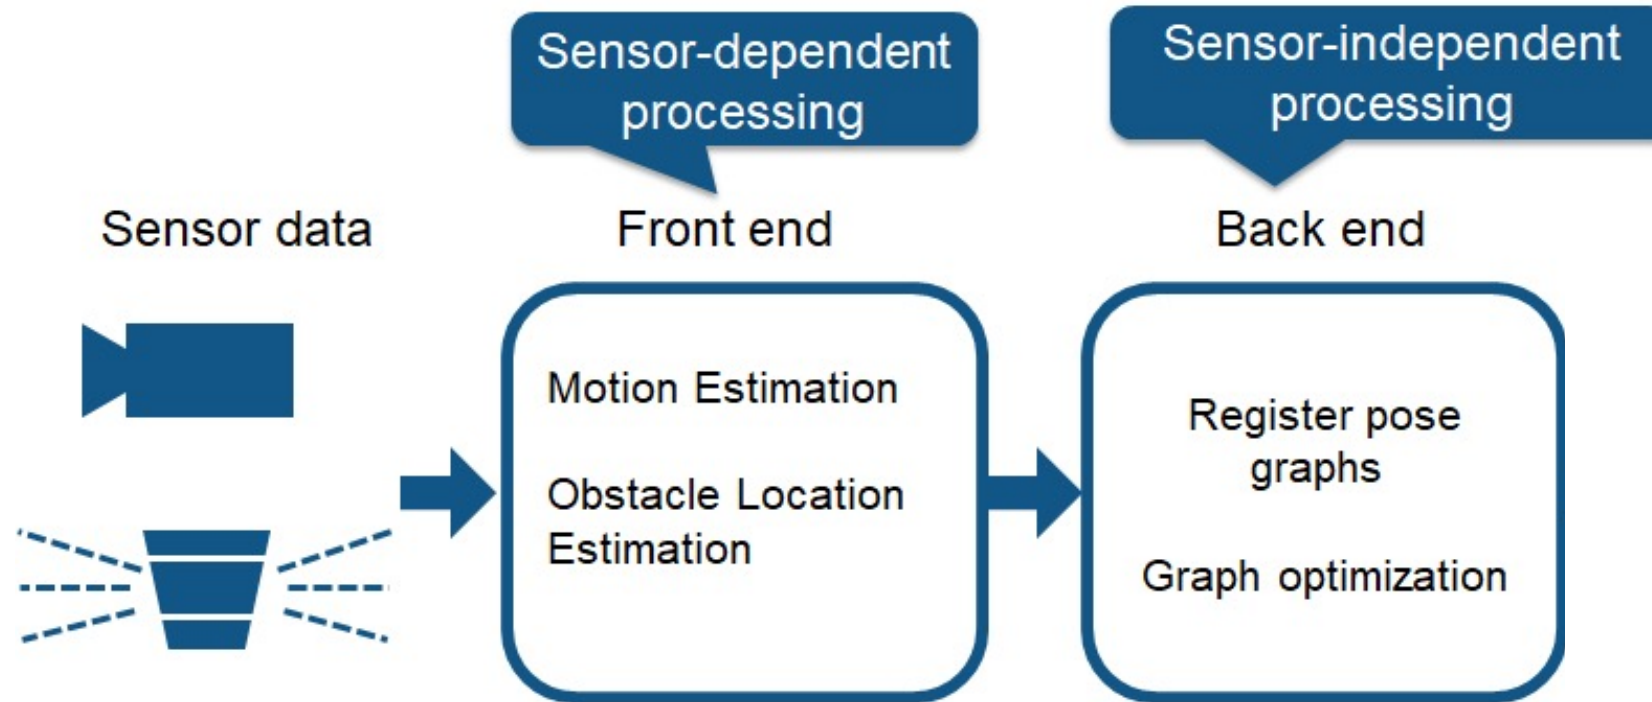 Sensor-dependent
processing
Sensor-independent
processing
Sensor data
Front end
Back end
Motion Estimation
Obstacle Location
Estimation
Register pose
graphs
Graph optimization